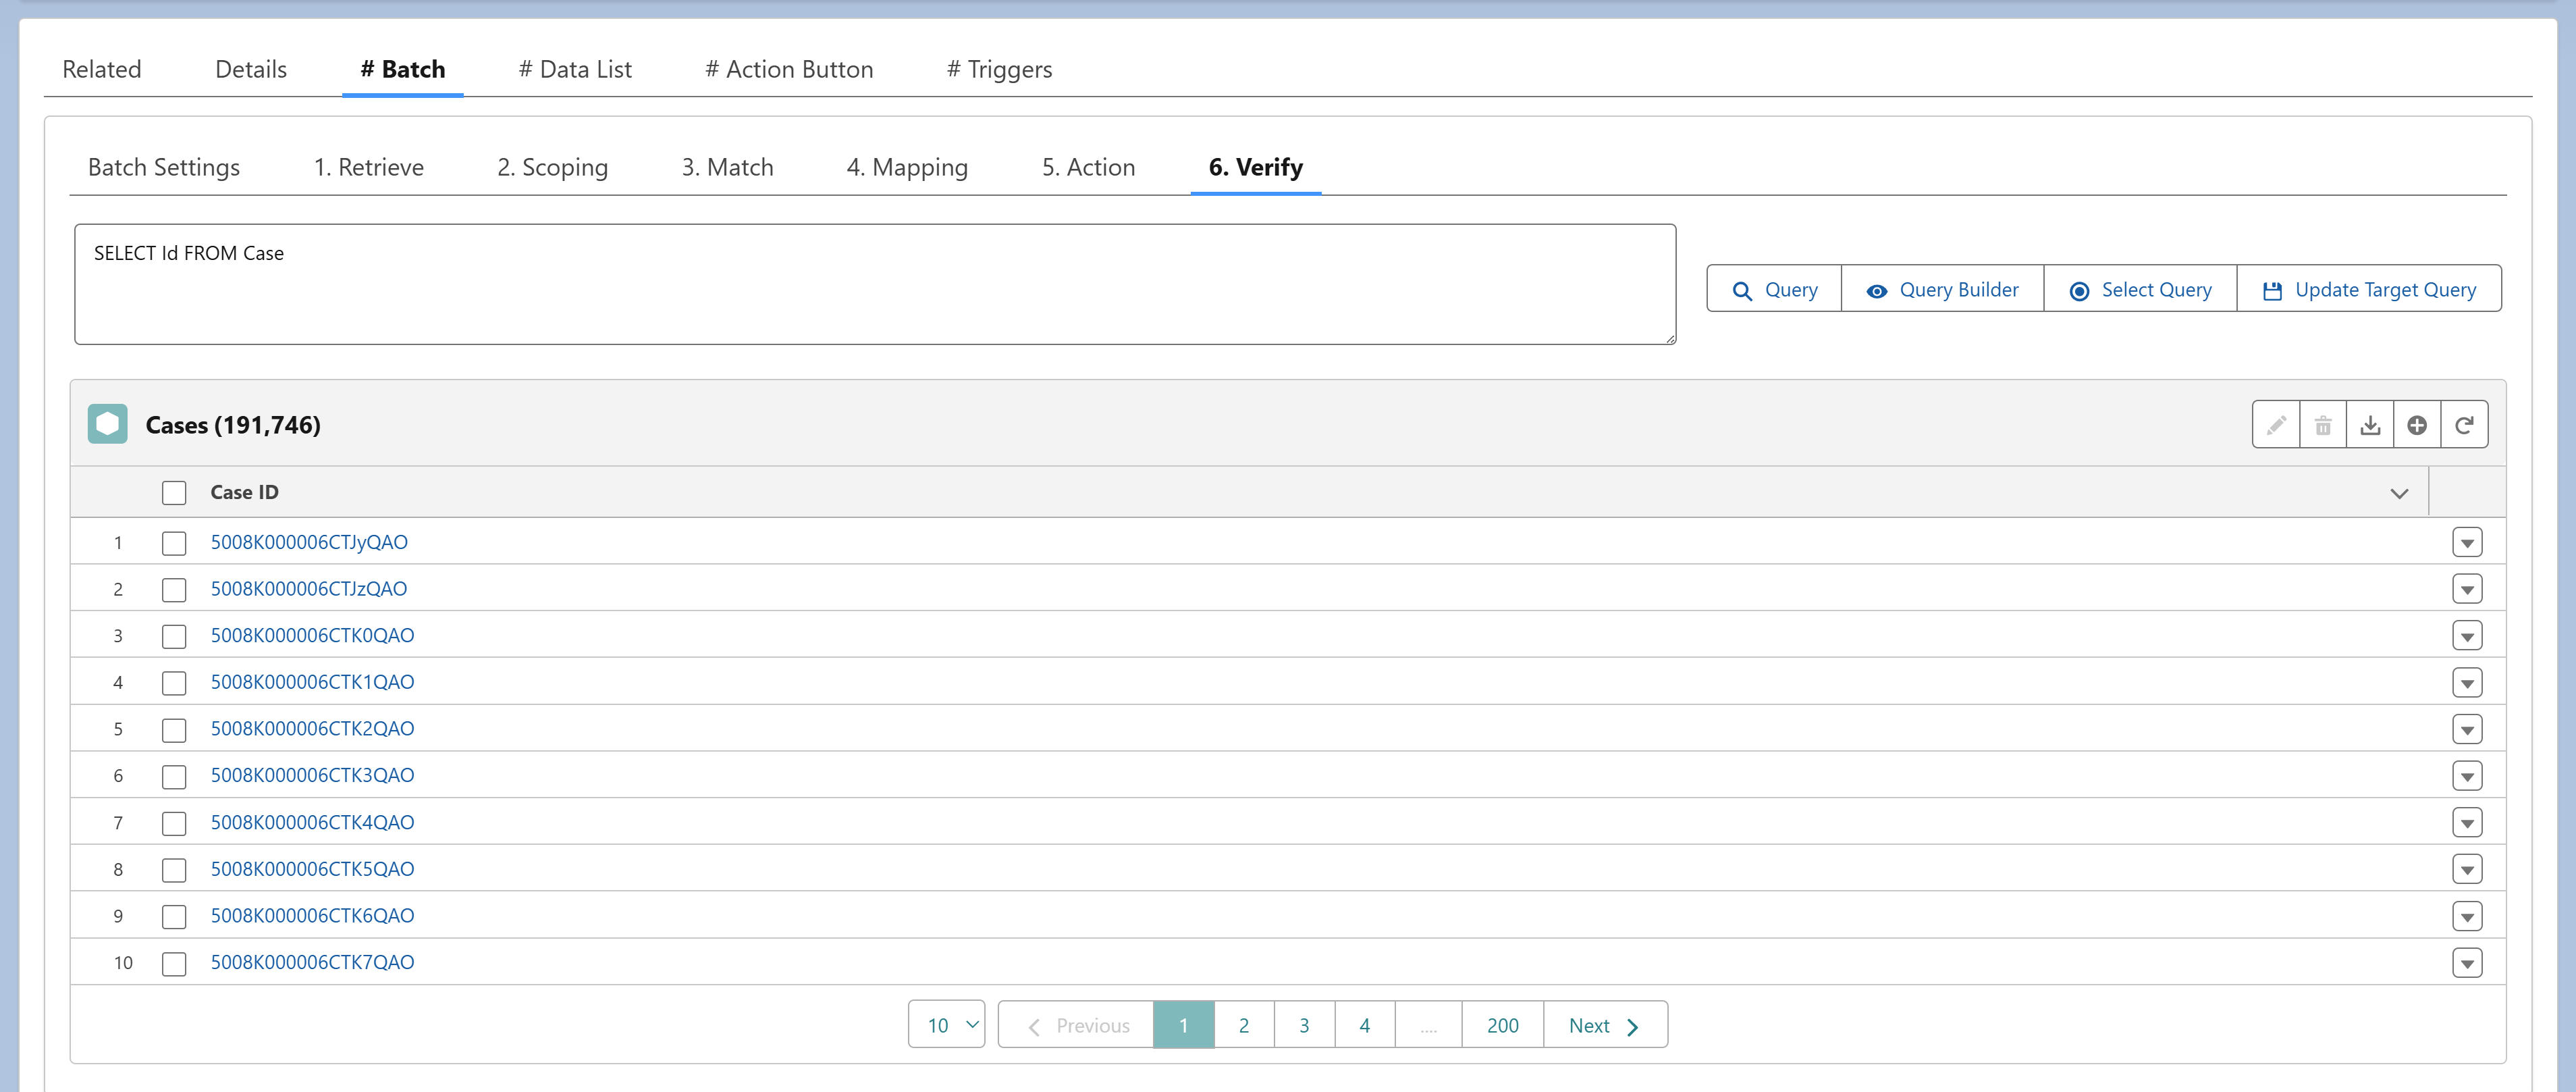 Related Details # Batch # Data List # Action Button # Triggers
Batch Settings 1. Retrieve 2. Scoping 3. Match 4. Mapping 5. Action 6. Verify
SELECT Id FROM Case
Query Query Builder Select Query Update Target Query
Cases (191,746)
Case ID
1 5008K000006CTJyQAO
2 5008K000006CTJzQAO
3 5008K000006CTK0QAO
4 5008K000006CTK1QAO
5 5008K000006CTK2QAO
6 5008K000006CTK3QAO
7 5008K000006CTK4QAO
8 5008K000006CTK5QAO
9 5008K000006CTK6QAO
10 5008K000006CTK7QAO
10 Previous 1 2 3 4 .... 200 Next